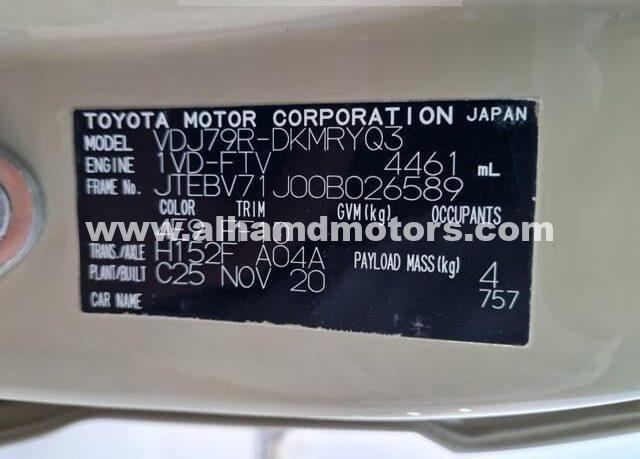 TOYOTA MOTOR CORPORATION JAPAN
MODEL VDJ79R-DKMRYQ3
ENGINE 1VD-FTV 4461 mL
FRAME No. JTEBV71J00B026589
COLOR TRIM GVM(kg) OCCUPANTS
www.alhamdmotors.com
TRANS./AXLE H152F A04A PAYLOAD MASS(kg) 4
PLANT/BUILT C25 NOV 20 757
CAR NAME